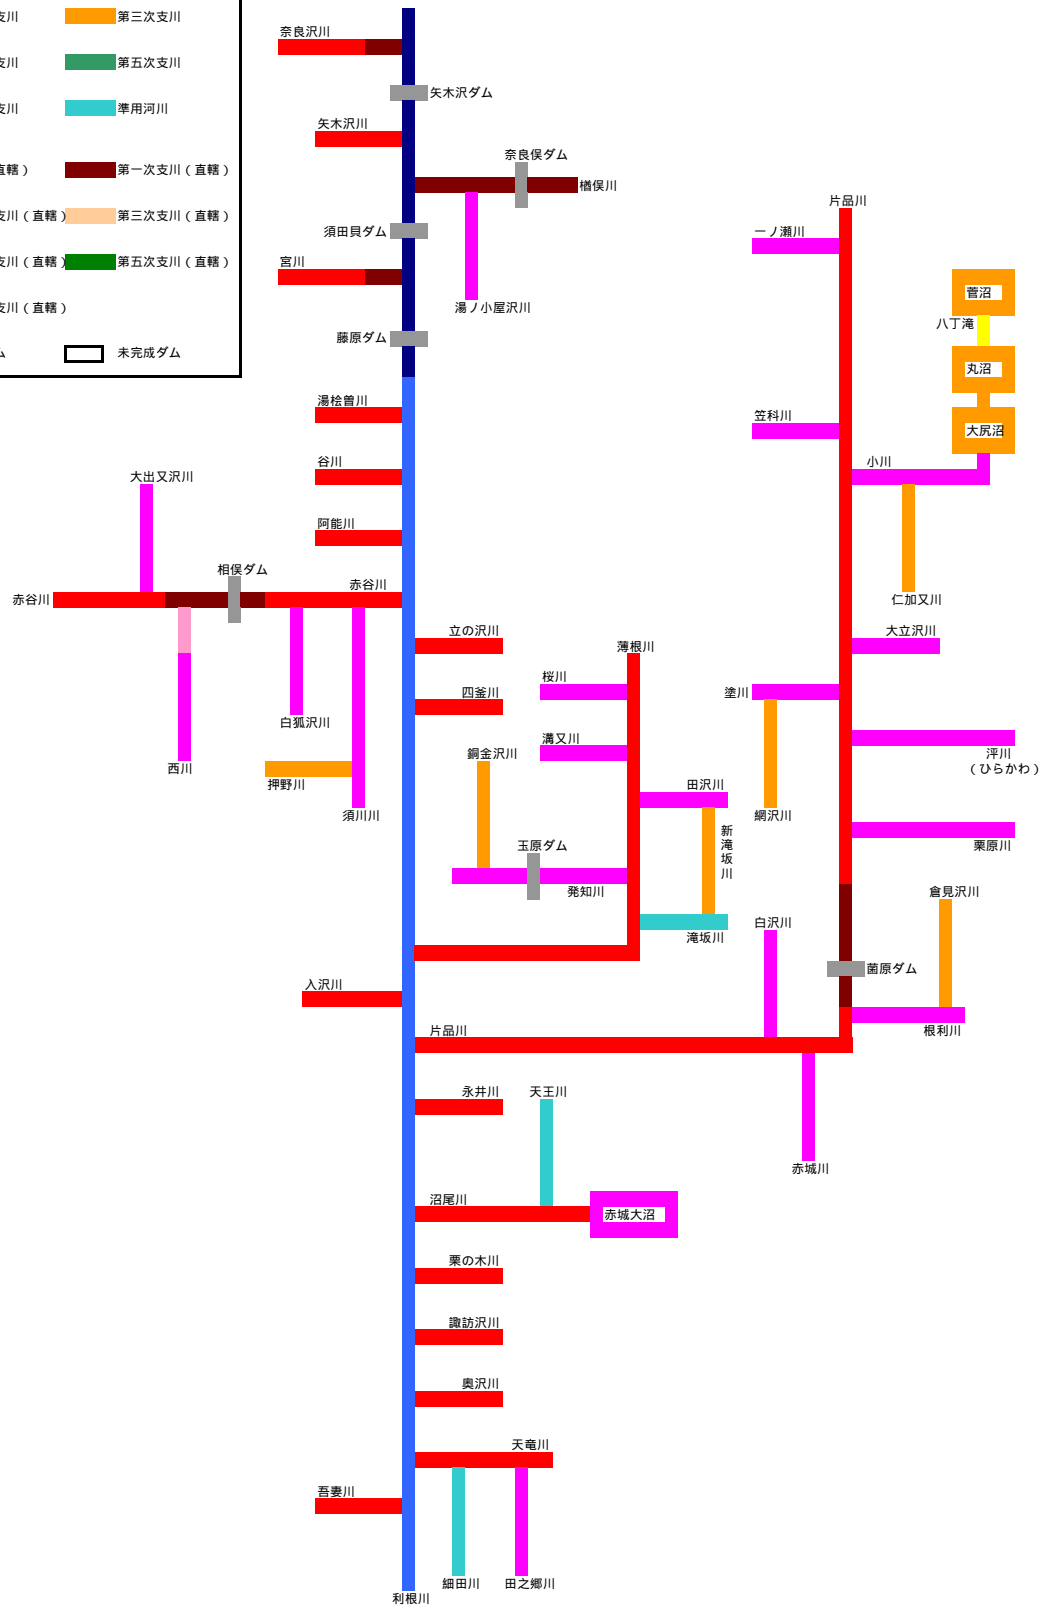 支川
第三次支川
支川
第五次支川
支川
準用河川
直轄）
第一次支川（直轄）
支川（直轄）
第三次支川（直轄）
支川（直轄）
第五次支川（直轄）
支川（直轄）
ム
未完成ダム
奈良沢川
矢木沢ダム
矢木沢川
奈良俣ダム
楢俣川
須田貝ダム
宮川
湯ノ小屋沢川
藤原ダム
片品川
一ノ瀬川
菅沼
八丁滝
丸沼
大尻沼
笠科川
小川
仁加又川
湯桧曽川
谷川
阿能川
大出又沢川
相俣ダム
赤谷川
赤谷川
西川
白狐沢川
押野川
須川川
立の沢川
四釜川
薄根川
桜川
溝又川
銅金沢川
田沢川
新滝坂川
玉原ダム
発知川
滝坂川
大立沢川
塗川
網沢川
泙川
（ひらかわ）
栗原川
倉見沢川
白沢川
薗原ダム
根利川
入沢川
片品川
赤城川
永井川
天王川
沼尾川
赤城大沼
栗の木川
諏訪沢川
奥沢川
天竜川
吾妻川
細田川
田之郷川
利根川